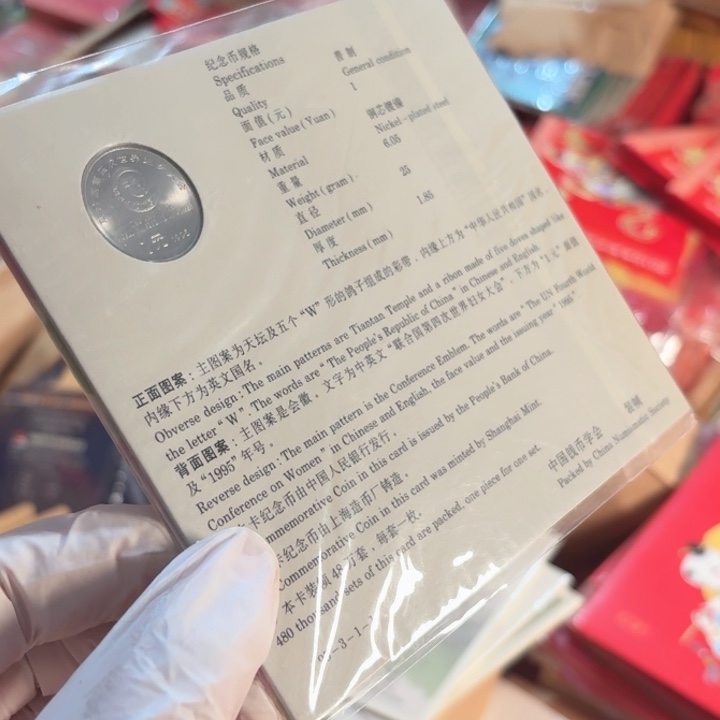 纪念币规格 普制
Specifications General condition
品质
Quality 1
面值(元)
Face value(Yuan) 钢芯镀镍
材质 Nickel-plated steel
Material 6.05
重量
Weight(gram) 25
直径
Diameter(mm) 1.85
厚度
Thickness(mm)
正面图案:主图案为天坛及五个“W”形的鸽子组成的彩带,内缘上方为“中华人民共和国”国名,
内缘下方为英文国名。
Obverse design:The main patterns are Tiantan Temple and a ribon made of five doves shaped like
the letter “W”. The words are “The People's Republic of China” in Chinese and English.
背面图案:主图案是会徽,文字为中英文“联合国第四次世界妇女大会”,下方为“1元”面值
及“1995”年号。
Reverse design:The main pattern is the Conference Emblem. The words are “The UN Fourth World
Conference on Women” in Chinese and English, the face value and the issuing year “1995”.
卡纪念币由中国人民银行发行。
Commemorative Coin in this card is issued by the People's Bank of China.
卡纪念币由上海造币厂铸造。
Commemorative Coin in this card was minted by Shanghai Mint.
本卡装帧48万套,每套一枚。
480 thousand sets of this card are packed, one piece for one set.
中国钱币学会 监制
Packed by China Numismatic Society
-3-1-